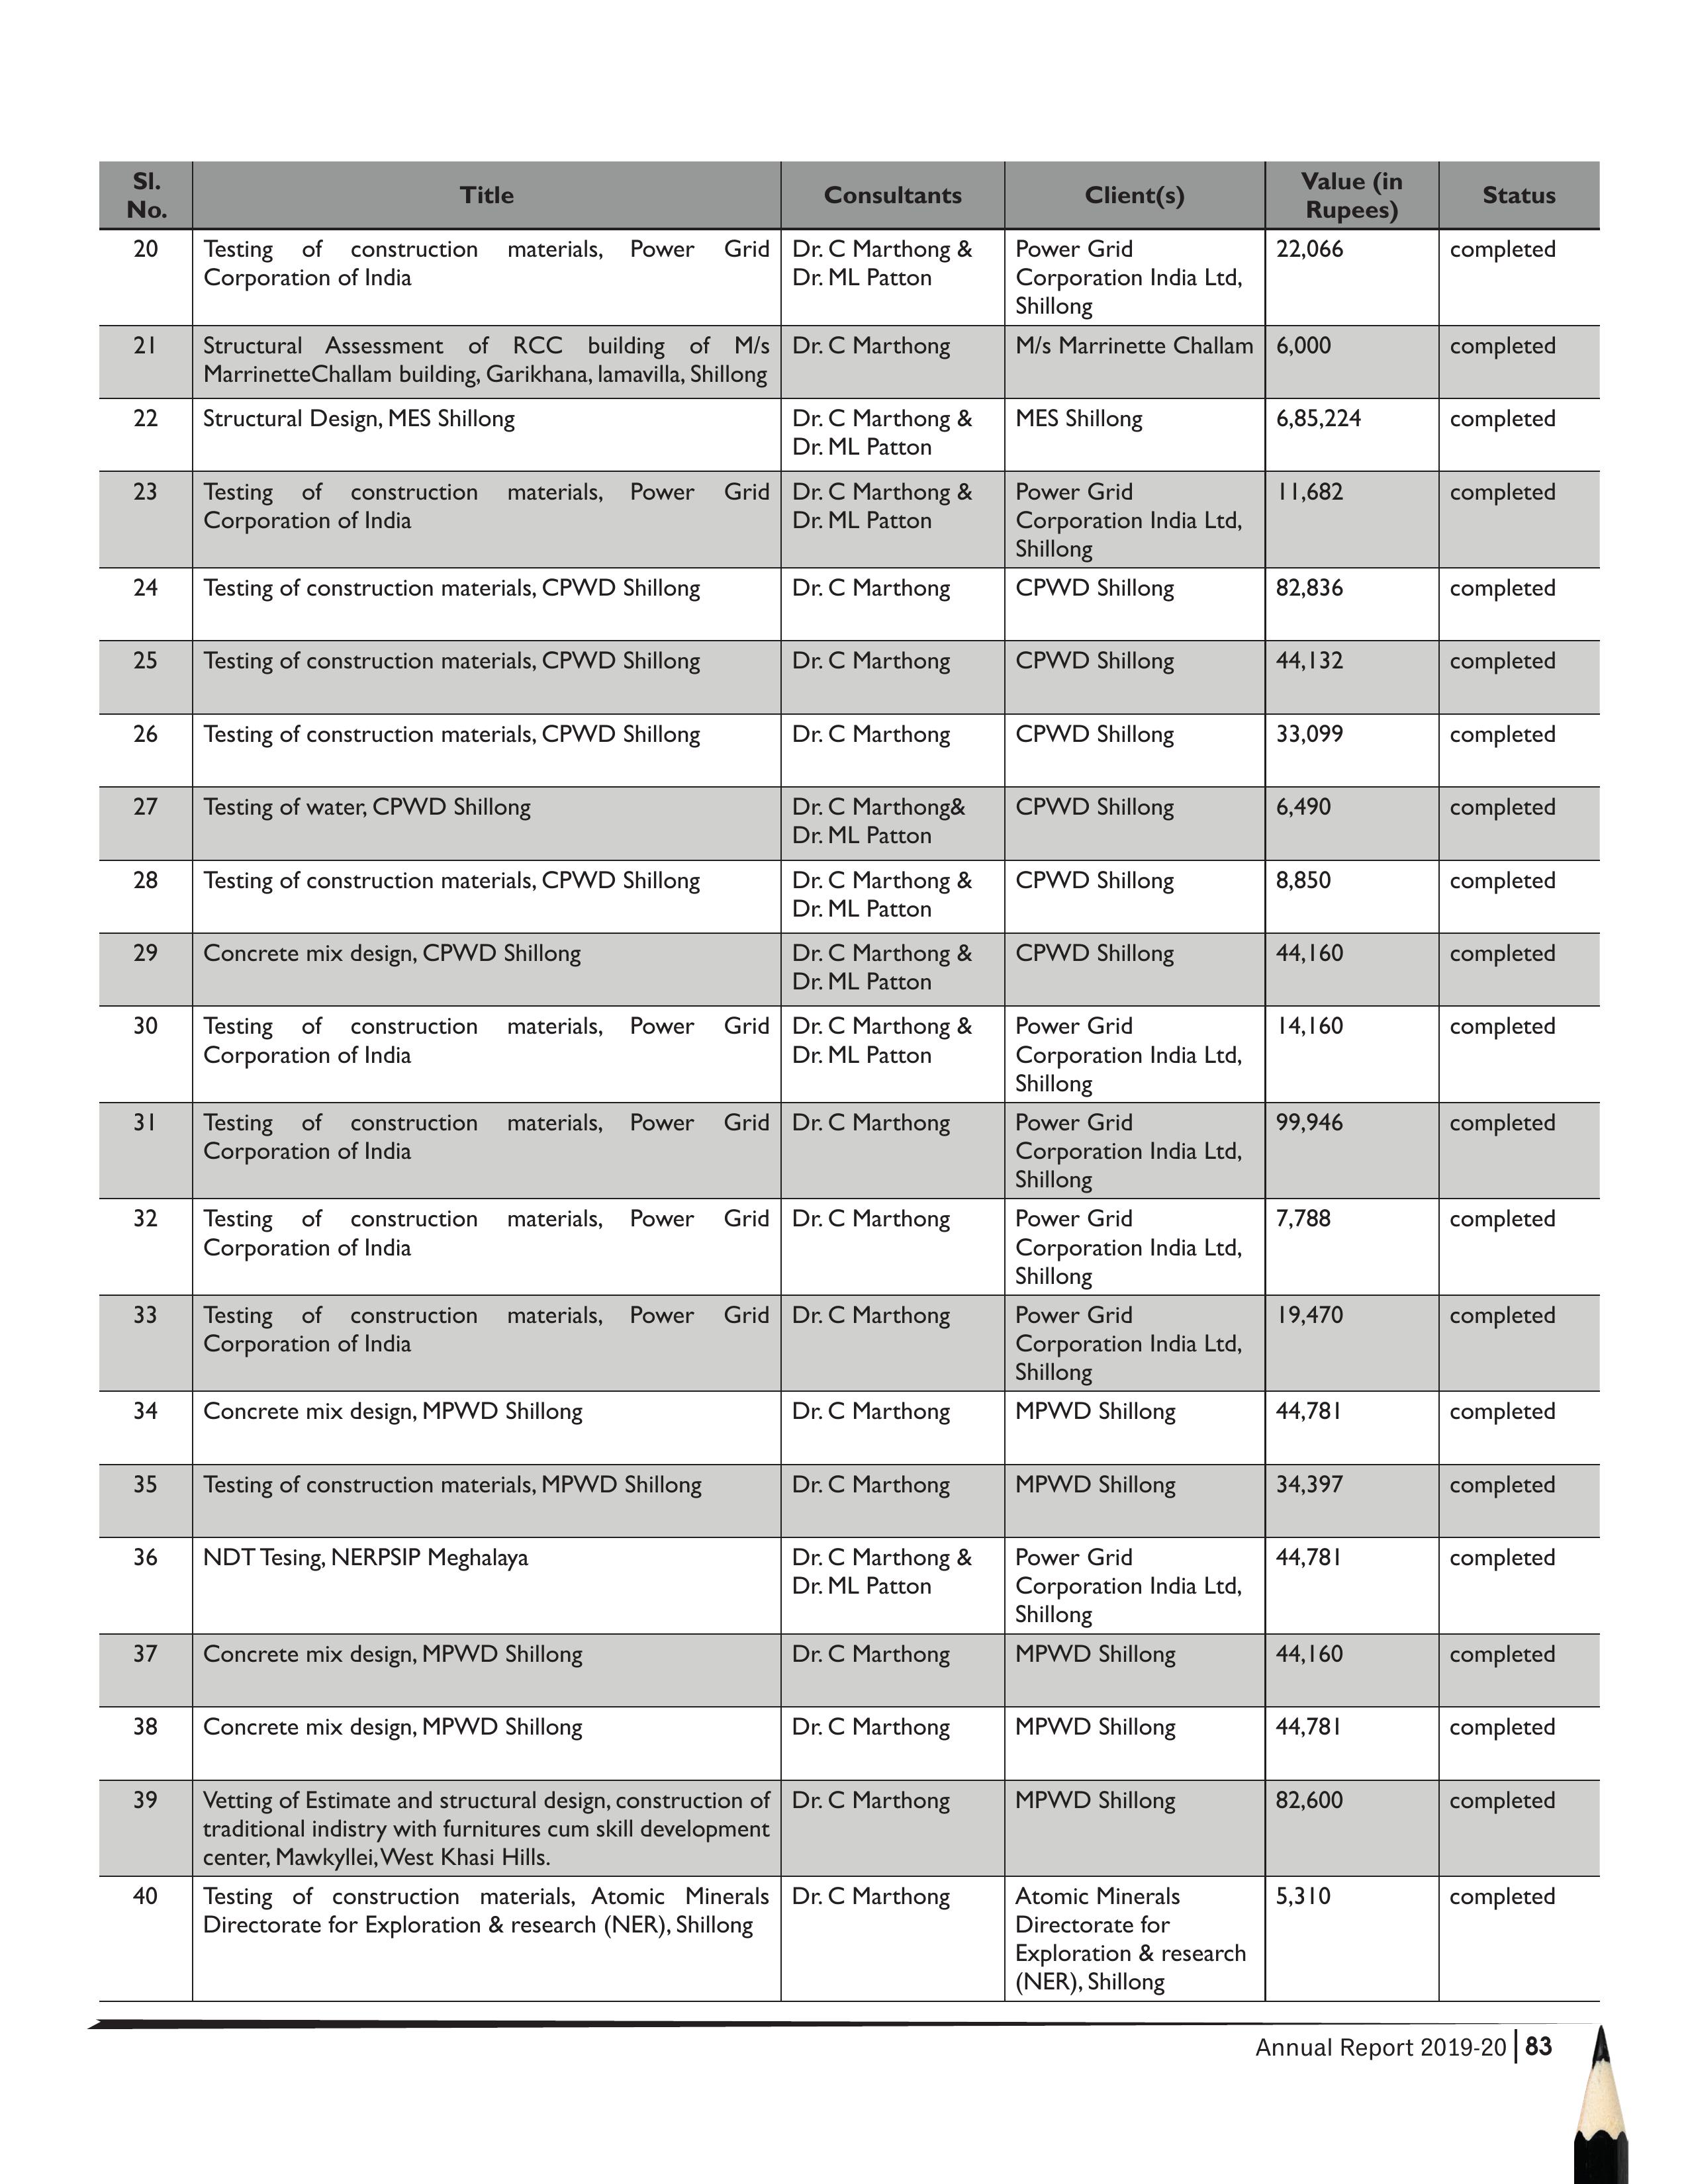 Sl. No. Title Consultants Client(s) Value (in Rupees) Status
20 Testing of construction materials, Power Grid Corporation of India Dr. C Marthong & Dr. ML Patton Power Grid Corporation India Ltd, Shillong 22,066 completed
21 Structural Assessment of RCC building of M/s MarrinetteChallam building, Garikhana, lamavilla, Shillong Dr. C Marthong M/s Marrinette Challam 6,000 completed
22 Structural Design, MES Shillong Dr. C Marthong & Dr. ML Patton MES Shillong 6,85,224 completed
23 Testing of construction materials, Power Grid Corporation of India Dr. C Marthong & Dr. ML Patton Power Grid Corporation India Ltd, Shillong 11,682 completed
24 Testing of construction materials, CPWD Shillong Dr. C Marthong CPWD Shillong 82,836 completed
25 Testing of construction materials, CPWD Shillong Dr. C Marthong CPWD Shillong 44,132 completed
26 Testing of construction materials, CPWD Shillong Dr. C Marthong CPWD Shillong 33,099 completed
27 Testing of water, CPWD Shillong Dr. C Marthong& Dr. ML Patton CPWD Shillong 6,490 completed
28 Testing of construction materials, CPWD Shillong Dr. C Marthong & Dr. ML Patton CPWD Shillong 8,850 completed
29 Concrete mix design, CPWD Shillong Dr. C Marthong & Dr. ML Patton CPWD Shillong 44,160 completed
30 Testing of construction materials, Power Grid Corporation of India Dr. C Marthong & Dr. ML Patton Power Grid Corporation India Ltd, Shillong 14,160 completed
31 Testing of construction materials, Power Grid Corporation of India Dr. C Marthong Power Grid Corporation India Ltd, Shillong 99,946 completed
32 Testing of construction materials, Power Grid Corporation of India Dr. C Marthong Power Grid Corporation India Ltd, Shillong 7,788 completed
33 Testing of construction materials, Power Grid Corporation of India Dr. C Marthong Power Grid Corporation India Ltd, Shillong 19,470 completed
34 Concrete mix design, MPWD Shillong Dr. C Marthong MPWD Shillong 44,781 completed
35 Testing of construction materials, MPWD Shillong Dr. C Marthong MPWD Shillong 34,397 completed
36 NDT Tesing, NERPSIP Meghalaya Dr. C Marthong & Dr. ML Patton Power Grid Corporation India Ltd, Shillong 44,781 completed
37 Concrete mix design, MPWD Shillong Dr. C Marthong MPWD Shillong 44,160 completed
38 Concrete mix design, MPWD Shillong Dr. C Marthong MPWD Shillong 44,781 completed
39 Vetting of Estimate and structural design, construction of traditional indistry with furnitures cum skill development center, Mawkyllei, West Khasi Hills. Dr. C Marthong MPWD Shillong 82,600 completed
40 Testing of construction materials, Atomic Minerals Directorate for Exploration & research (NER), Shillong Dr. C Marthong Atomic Minerals Directorate for Exploration & research (NER), Shillong 5,310 completed
Annual Report 2019-20 83